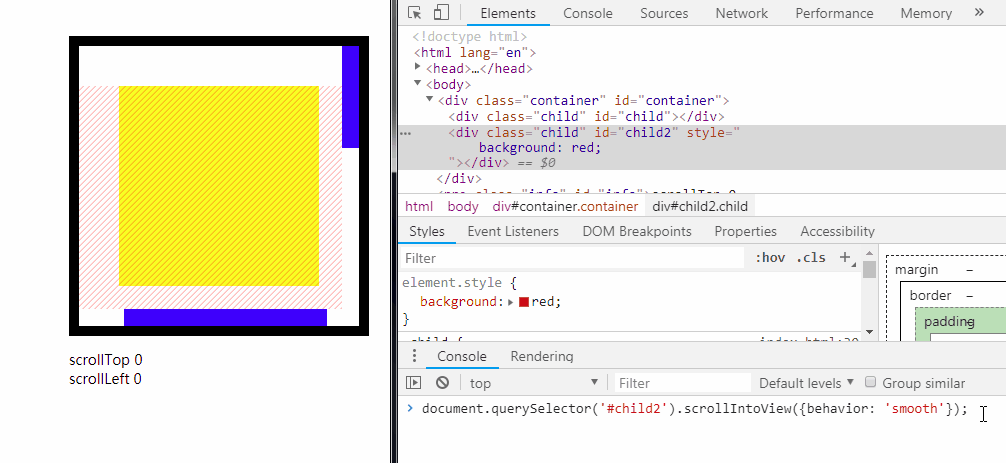 Elements Console Sources Network Performance Memory »
<!doctype html>
<html lang="en">
<head>…</head>
<body>
<div class="container" id="container">
<div class="child" id="child"></div>
<div class="child" id="child2" style="
background: red;
"></div> == $0
</div>
html body div#container.container div#child2.child
Styles Event Listeners DOM Breakpoints Properties Accessibility
Filter :hov .cls +
element.style {
background: red;
}
margin –
border –
padding
scrollTop 0
scrollLeft 0
Console Rendering
top Filter Default levels Group similar
> document.querySelector('#child2').scrollIntoView({behavior: 'smooth'});